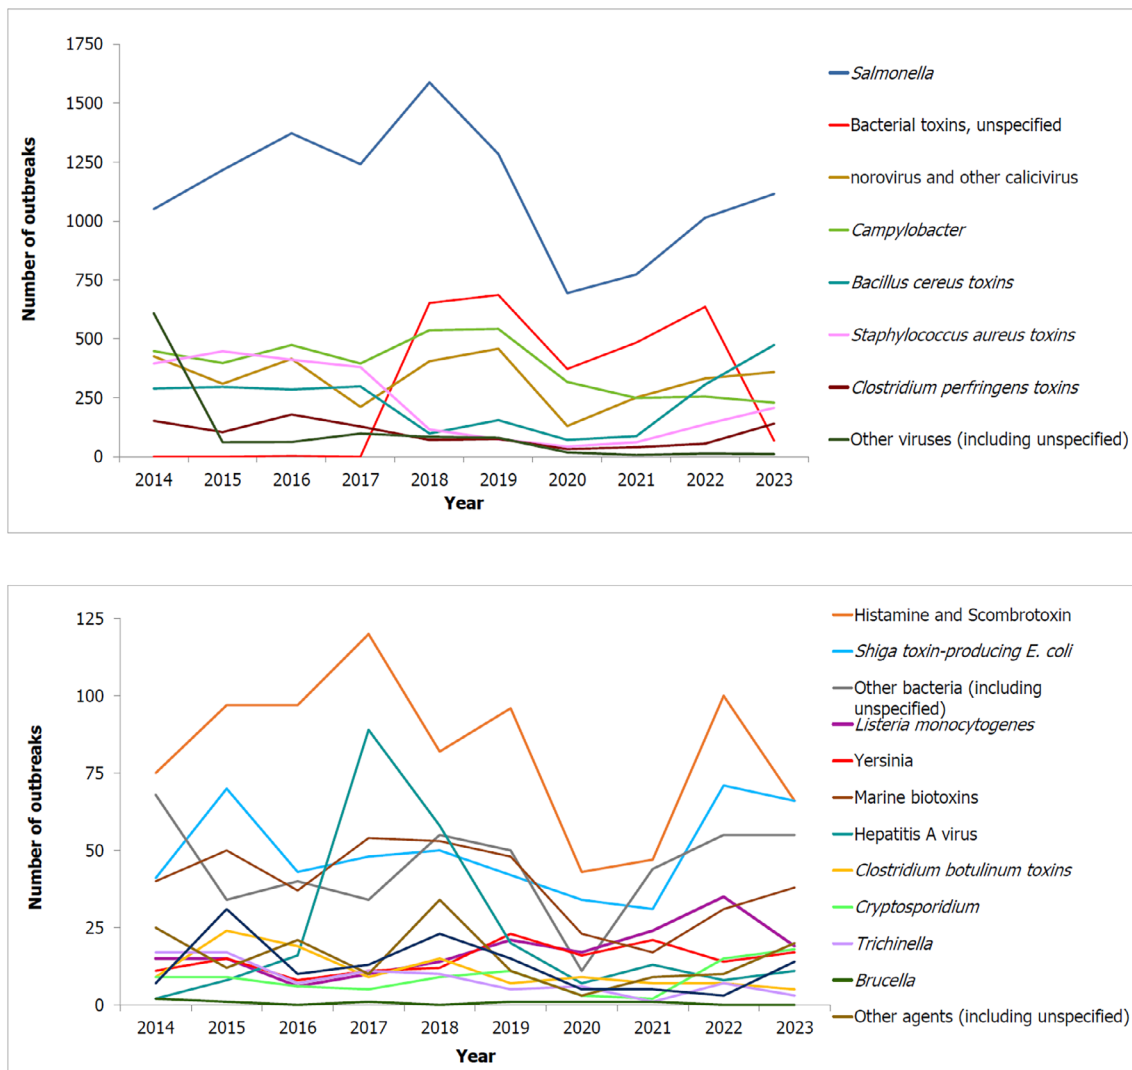 1750
1500
1250
1000
750
500
250
0
Number of outbreaks
2014 2015 2016 2017 2018 2019 2020 2021 2022 2023
Year
Salmonella
Bacterial toxins, unspecified
norovirus and other calicivirus
Campylobacter
Bacillus cereus toxins
Staphylococcus aureus toxins
Clostridium perfringens toxins
Other viruses (including unspecified)
125
100
75
50
25
0
Number of outbreaks
2014 2015 2016 2017 2018 2019 2020 2021 2022 2023
Year
Histamine and Scombrotoxin
Shiga toxin-producing E. coli
Other bacteria (including
unspecified)
Listeria monocytogenes
Yersinia
Marine biotoxins
Hepatitis A virus
Clostridium botulinum toxins
Cryptosporidium
Trichinella
Brucella
Other agents (including unspecified)